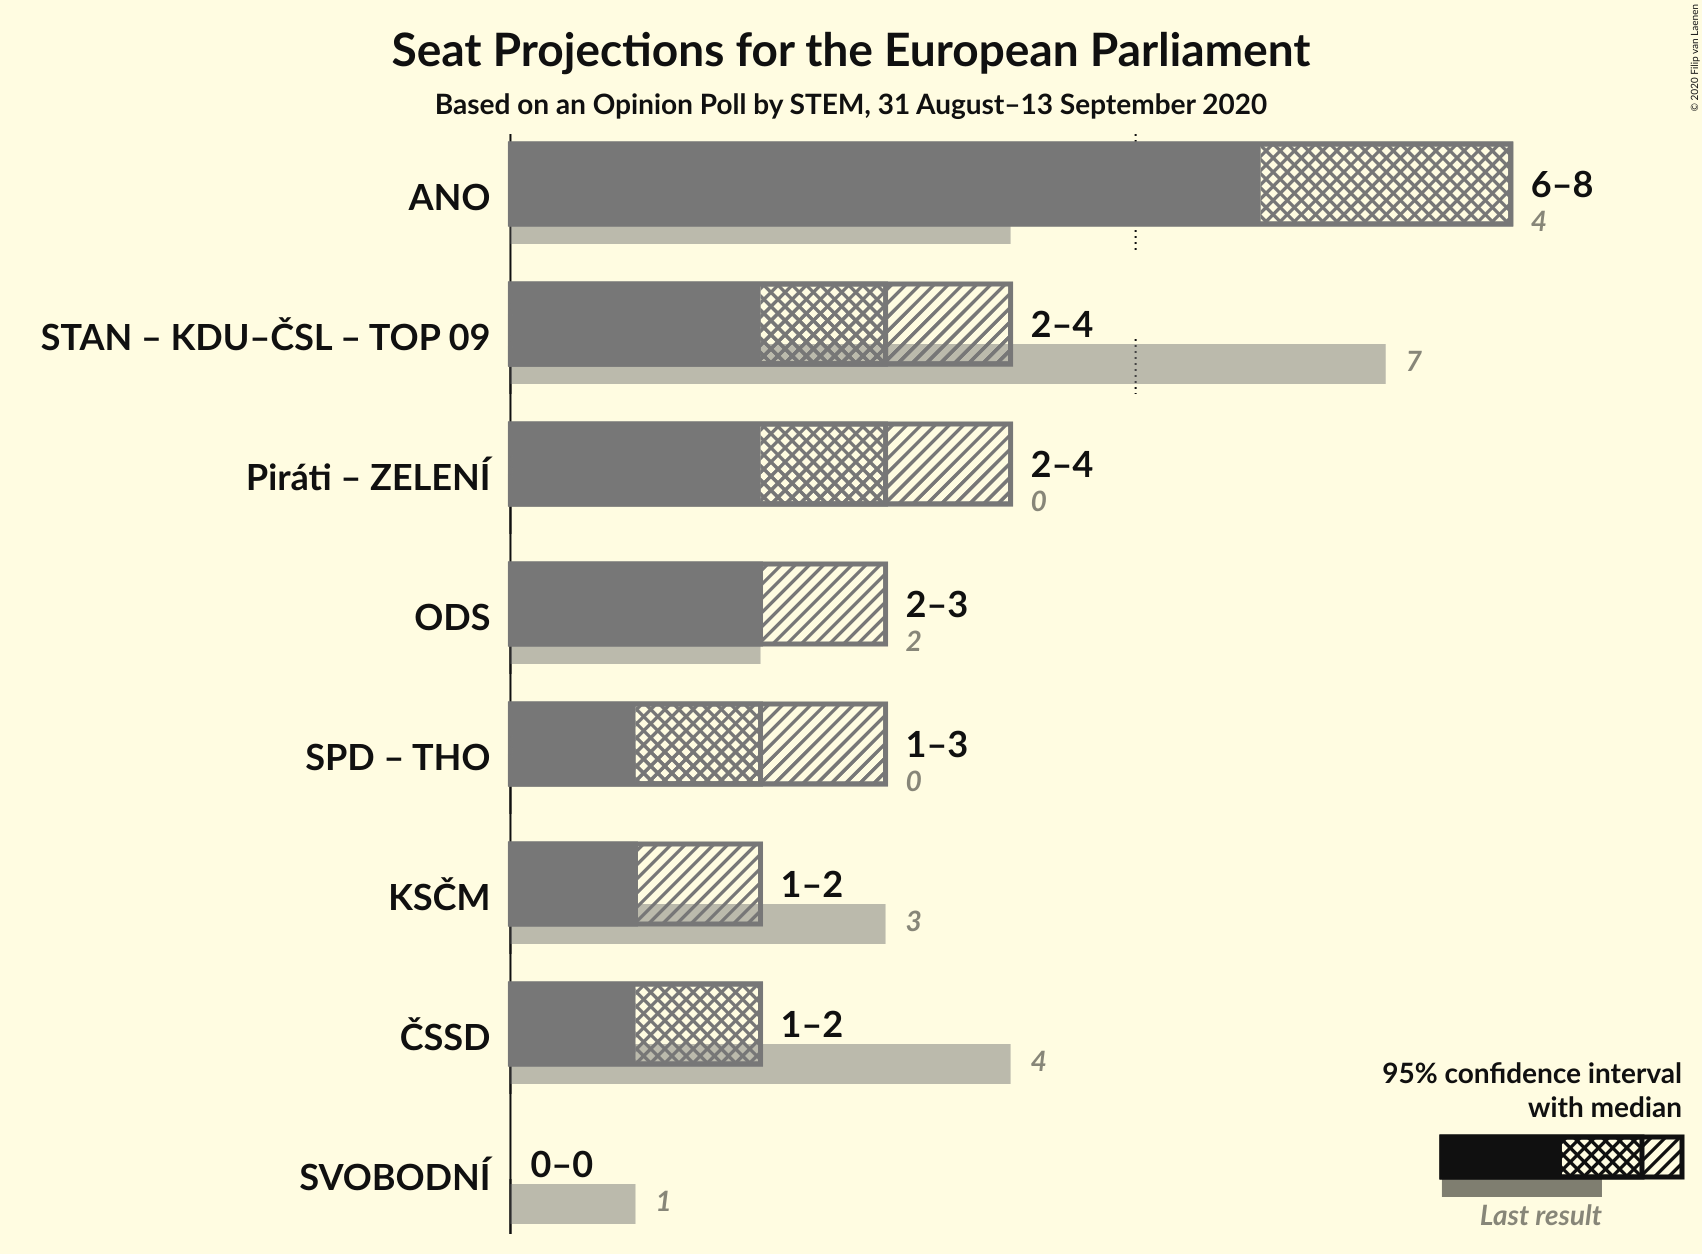 Seat Projections for the European Parliament
Based on an Opinion Poll by STEM, 31 August–13 September 2020
© 2020 Filip van Laenen
ANO
6–8
4
STAN – KDU–ČSL – TOP 09
2–4
7
Piráti – ZELENÍ
2–4
0
ODS
2–3
2
SPD – THO
1–3
0
KSČM
1–2
3
ČSSD
1–2
4
SVOBODNÍ
0–0
1
95% confidence interval
with median
Last result